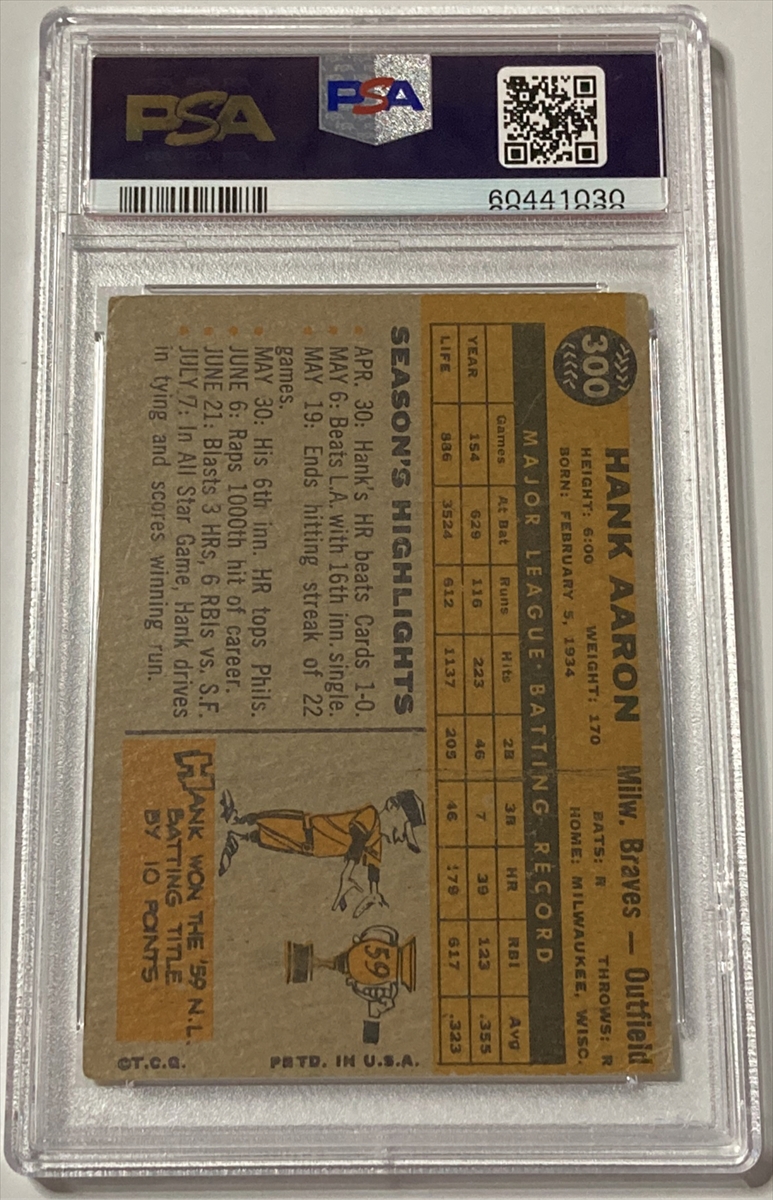 PSA
PSA
60441030
300
HANK AARON Milw. Braves — Outfield
HEIGHT: 6:00 WEIGHT: 170 BATS: R THROWS: R
BORN: FEBRUARY 5, 1934 HOME: MILWAUKEE, WISC.
MAJOR LEAGUE BATTING RECORD
Games At Bat Runs Hits 2B 3B HR RBI Avg
YEAR 154 629 116 223 46 7 39 123 .355
LIFE 886 3524 612 1137 205 46 179 617 .323
SEASON'S HIGHLIGHTS
• APR. 30: Hank's HR beats Cards 1-0.
• MAY 6: Beats L.A. with 16th inn. single.
• MAY 19: Ends hitting streak of 22
games.
• MAY 30: His 6th inn. HR tops Phils.
• JUNE 6: Raps 1000th hit of career.
• JUNE 21: Blasts 3 HRs, 6 RBIs vs. S.F.
• JULY 7: In All Star Game, Hank drives
in tying and scores winning run.
'59
HANK WON THE '59 N.L.
BATTING TITLE
BY 10 POINTS
©T.C.G. PRTD. IN U.S.A.